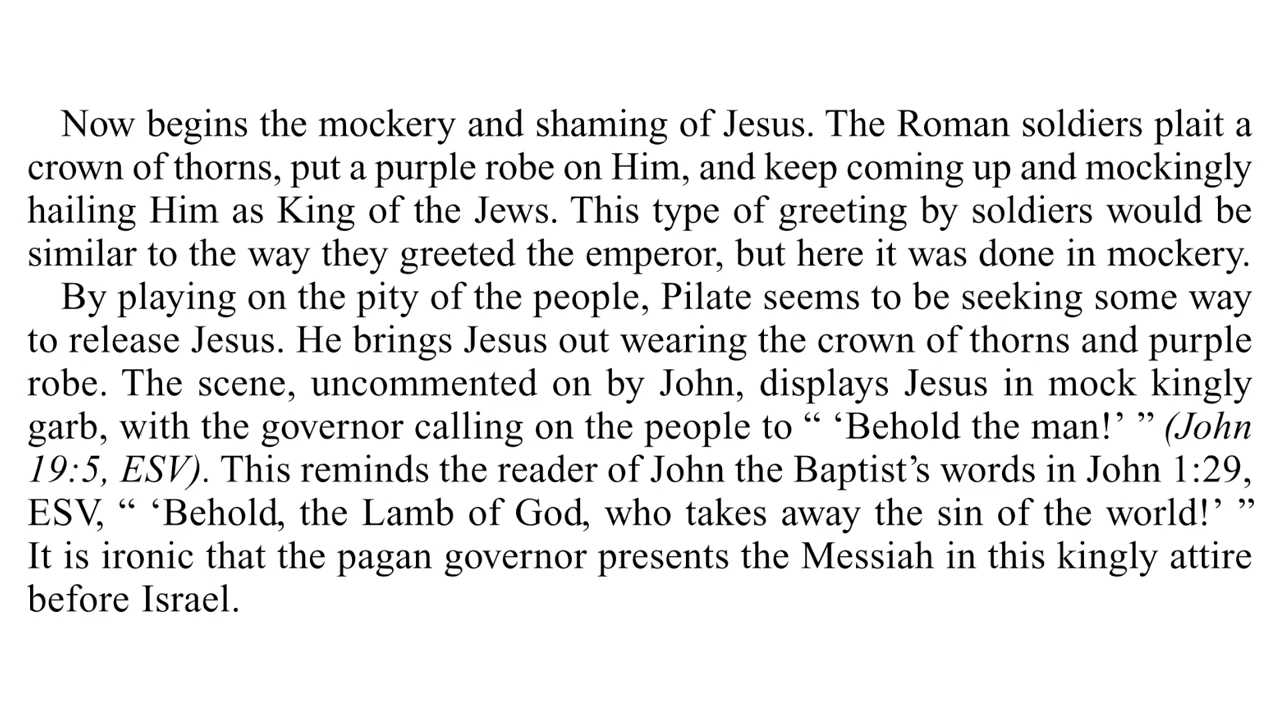 Now begins the mockery and shaming of Jesus. The Roman soldiers plait a
crown of thorns, put a purple robe on Him, and keep coming up and mockingly
hailing Him as King of the Jews. This type of greeting by soldiers would be
similar to the way they greeted the emperor, but here it was done in mockery.
By playing on the pity of the people, Pilate seems to be seeking some way
to release Jesus. He brings Jesus out wearing the crown of thorns and purple
robe. The scene, uncommented on by John, displays Jesus in mock kingly
garb, with the governor calling on the people to “ ‘Behold the man!’ ” (John
19:5, ESV). This reminds the reader of John the Baptist’s words in John 1:29,
ESV, “ ‘Behold, the Lamb of God, who takes away the sin of the world!’ ”
It is ironic that the pagan governor presents the Messiah in this kingly attire
before Israel.